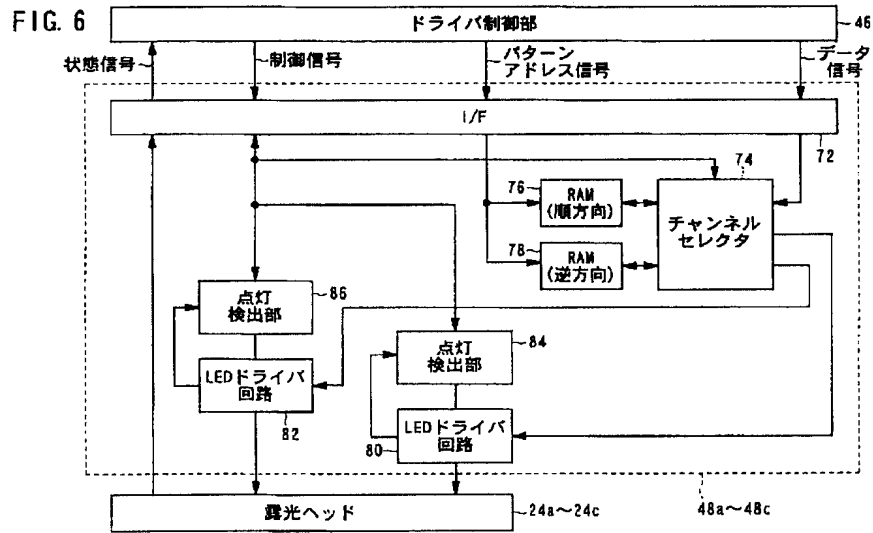 FIG. 6
ドライバ制御部
46
状態信号
制御信号
パターン
アドレス信号
データ
信号
I/F
72
74
76
RAM
(順方向)
チャンネル
セレクタ
78
RAM
(逆方向)
点灯
検出部
86
点灯
検出部
84
LEDドライバ
回路
82
LEDドライバ
回路
80
露光ヘッド
24a～24c
48a～48c